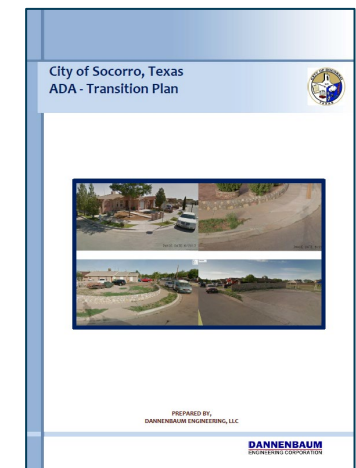 City of Socorro, Texas
ADA - Transition Plan
PREPARED BY,
DANNENBAUM ENGINEERING, LLC
DANNENBAUM
ENGINEERING CORPORATION